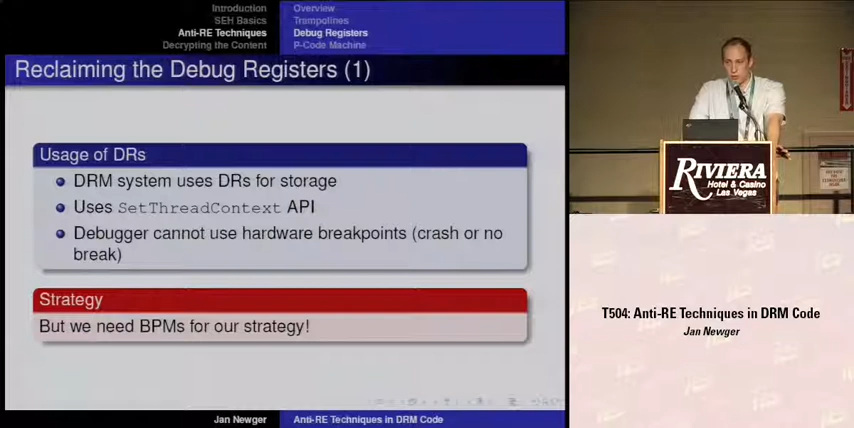 Introduction
SEH Basics
Anti-RE Techniques
Decrypting the Content
Overview
Trampolines
Debug Registers
P-Code Machine
Reclaiming the Debug Registers (1)
Usage of DRs
DRM system uses DRs for storage
Uses SetThreadContext API
Debugger cannot use hardware breakpoints (crash or no
break)
Strategy
But we need BPMs for our strategy!
Jan Newger
Anti-RE Techniques in DRM Code
RIVIERA
Hotel & Casino
Las Vegas
T504: Anti-RE Techniques in DRM Code
Jan Newger